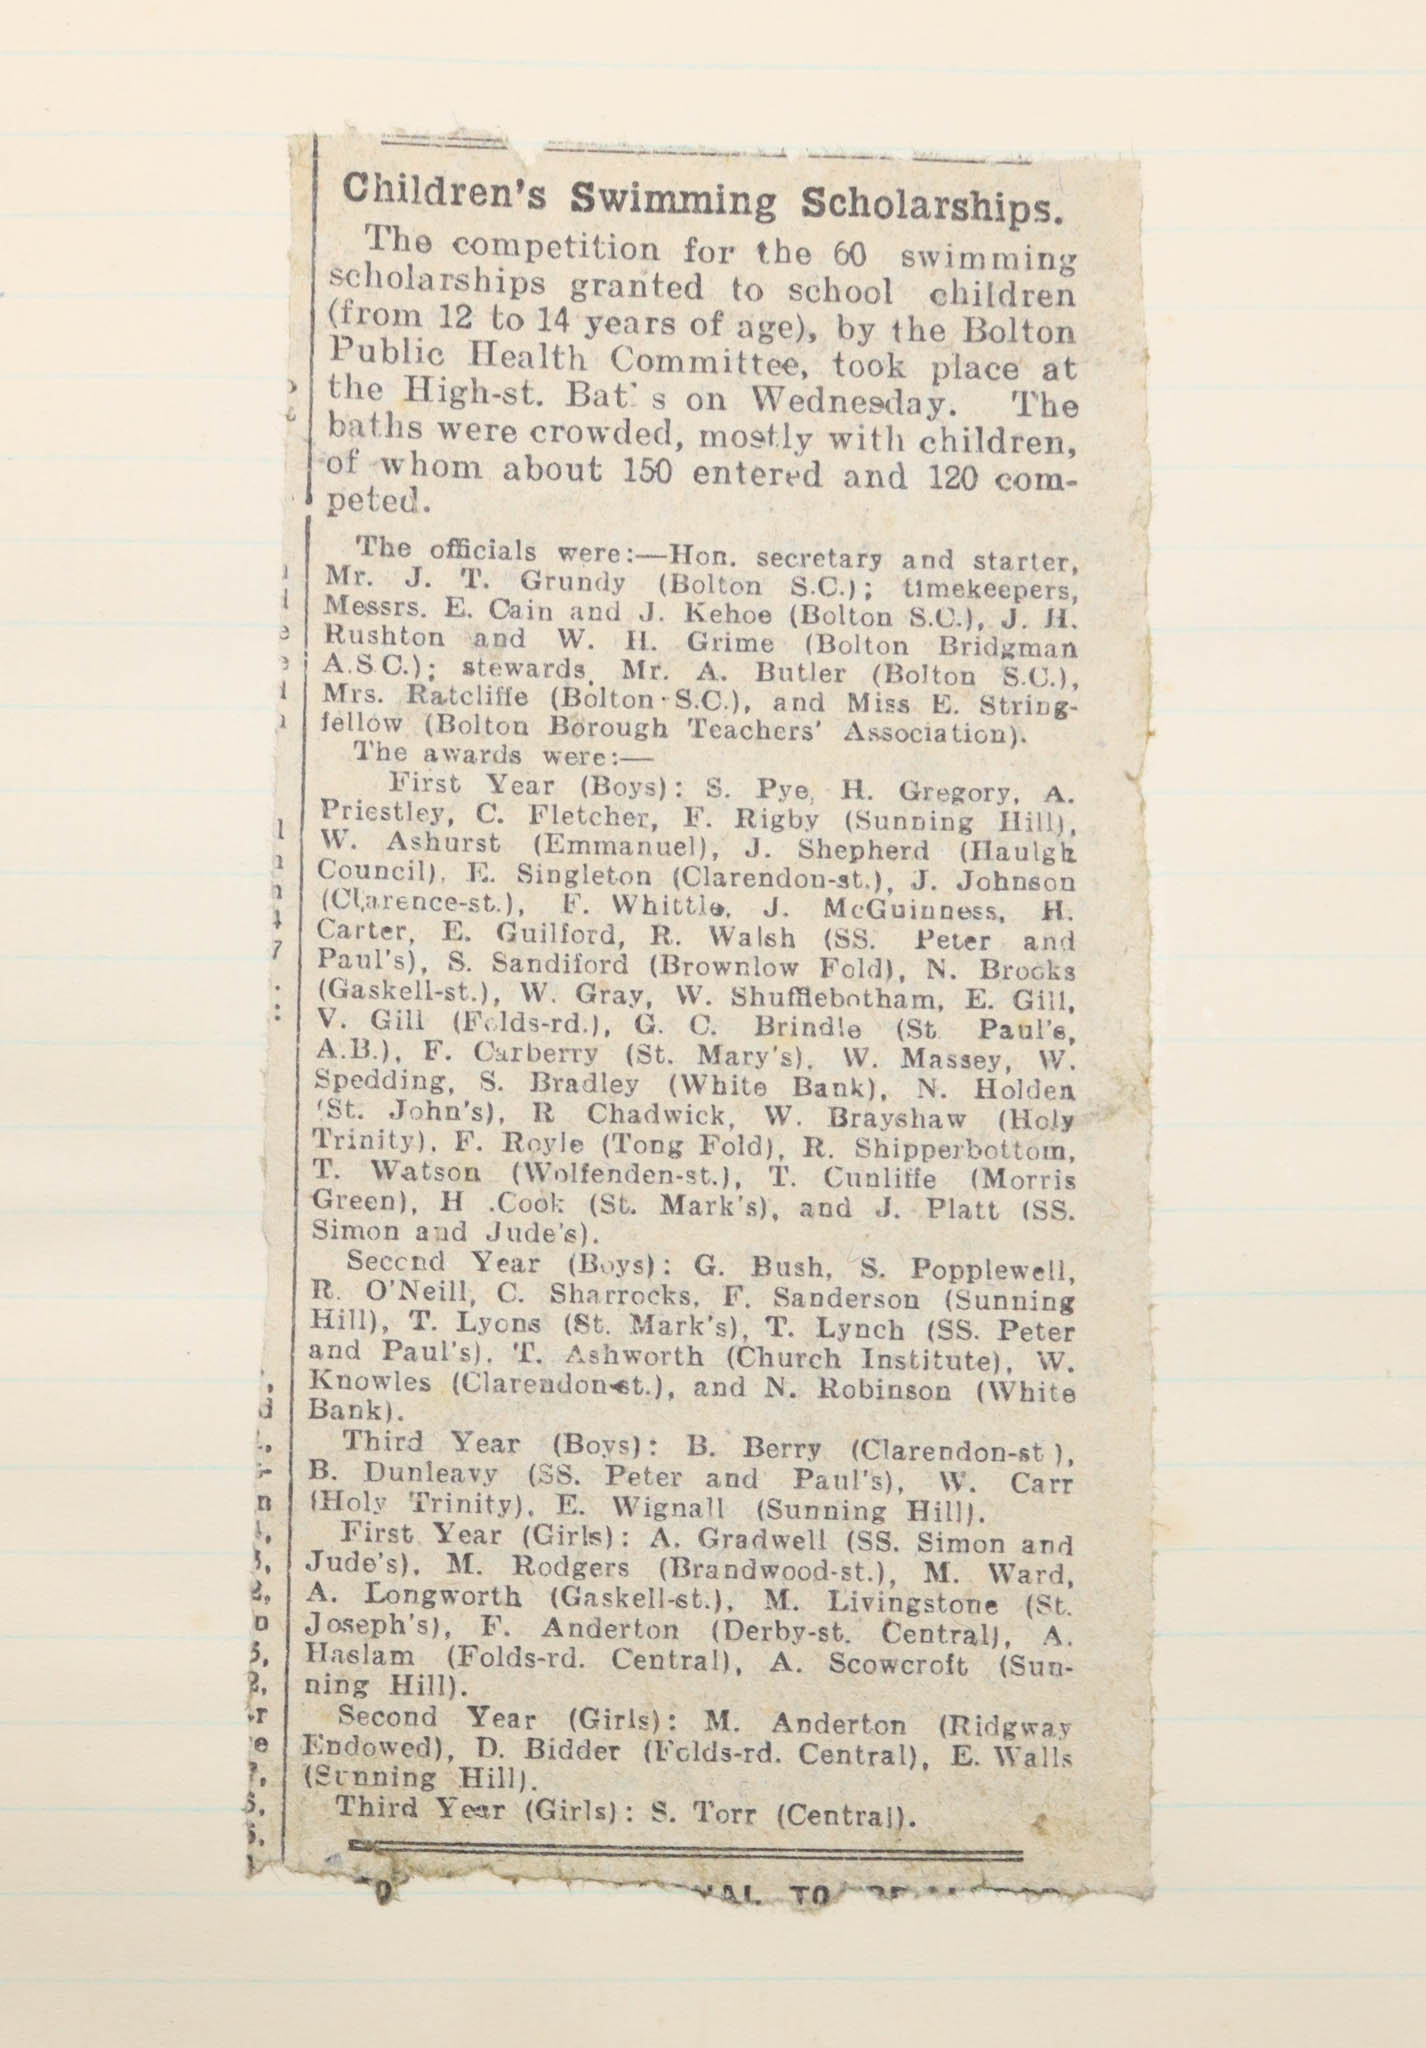 Children's Swimming Scholarships.
The competition for the 60 swimming
scholarships granted to school children
(from 12 to 14 years of age), by the Bolton
Public Health Committee, took place at
the High-st. Bat s on Wednesday. The
baths were crowded, mostly with children,
of whom about 150 entered and 120 com-
peted.
The officials were:—Hon. secretary and starter,
Mr. J. T. Grundy (Bolton S.C.); timekeepers,
Messrs. E. Cain and J. Kehoe (Bolton S.C.), J. H.
Rushton and W. H. Grime (Bolton Bridgman
A.S C.); stewards, Mr. A. Butler (Bolton S.C.),
Mrs. Ratcliffe (Bolton S.C.), and Miss E. String-
fellow (Bolton Borough Teachers' Association).
The awards were:—
First Year (Boys): S. Pye, H. Gregory, A.
Priestley, C. Fletcher, F. Rigby (Sunning Hill),
W. Ashurst (Emmanuel), J. Shepherd (Haulgh
Council), E. Singleton (Clarendon-st.), J. Johnson
(Clarence-st.), F. Whittle, J. McGuinness, H.
Carter, E. Guilford, R. Walsh (SS. Peter and
Paul's), S. Sandiford (Brownlow Fold), N. Brooks
(Gaskell-st.), W. Gray, W. Shufflebotham, E. Gill,
V. Gill (Folds-rd.), G. C. Brindle (St. Paul's,
A.B.), F. Carberry (St. Mary's), W. Massey, W.
Spedding, S. Bradley (White Bank), N. Holden
(St. John's), R Chadwick, W. Brayshaw (Holy
Trinity), F. Royle (Tong Fold), R. Shipperbottom,
T. Watson (Wolfenden-st.), T. Cunliffe (Morris
Green), H .Cook (St. Mark's), and J. Platt (SS.
Simon and Jude's).
Second Year (Boys): G. Bush, S. Popplewell,
R. O'Neill, C. Sharrocks, F. Sanderson (Sunning
Hill), T. Lyons (St. Mark's), T. Lynch (SS. Peter
and Paul's), T. Ashworth (Church Institute), W.
Knowles (Clarendon-st.), and N. Robinson (White
Bank).
Third Year (Boys): B. Berry (Clarendon-st ),
B. Dunleavy (SS. Peter and Paul's), W. Carr
(Holy Trinity), E. Wignall (Sunning Hill).
First Year (Girls): A. Gradwell (SS. Simon and
Jude's), M. Rodgers (Brandwood-st.), M. Ward,
A. Longworth (Gaskell-st.), M. Livingstone (St.
Joseph's), F. Anderton (Derby-st. Central), A.
Haslam (Folds-rd. Central), A. Scowcroft (Sun-
ning Hill).
Second Year (Girls): M. Anderton (Ridgway
Endowed), D. Bidder (Folds-rd. Central), E. Walls
(Sunning Hill).
Third Year (Girls): S. Torr (Central).